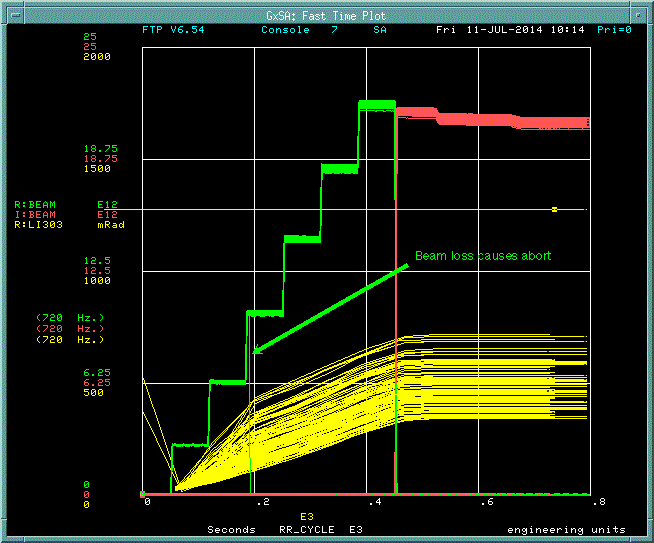 GxSA: Fast Time Plot
FTP V6.54 Console 7 SA Fri 11-JUL-2014 10:14 Pri=0
25
25
2000
18.75
18.75
1500
R:BEAM E12
I:BEAM E12
R:LI303 mRad
Beam loss causes abort
12.5
12.5
1000
(720 Hz.)
(720 Hz.)
(720 Hz.)
6.25
6.25
500
0
0
0
0 .2 .4 .6 .8
E3
Seconds RR_CYCLE E3 engineering units